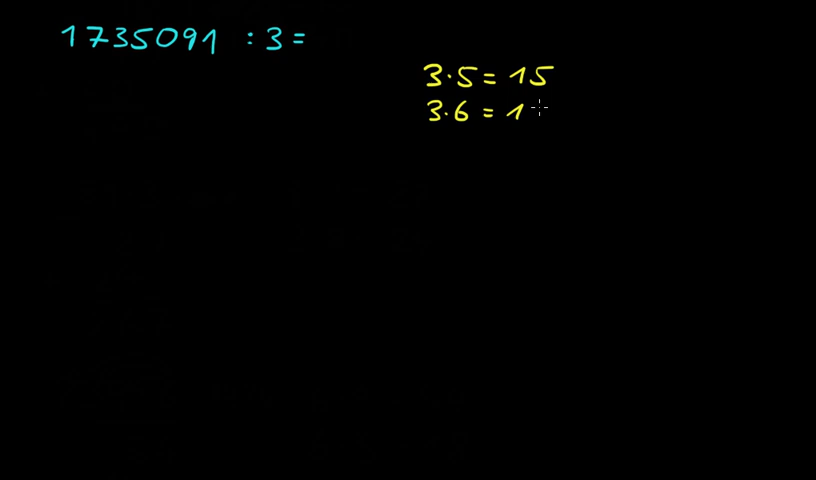 1735091 : 3 =
3·5 = 15
3·6 = 1